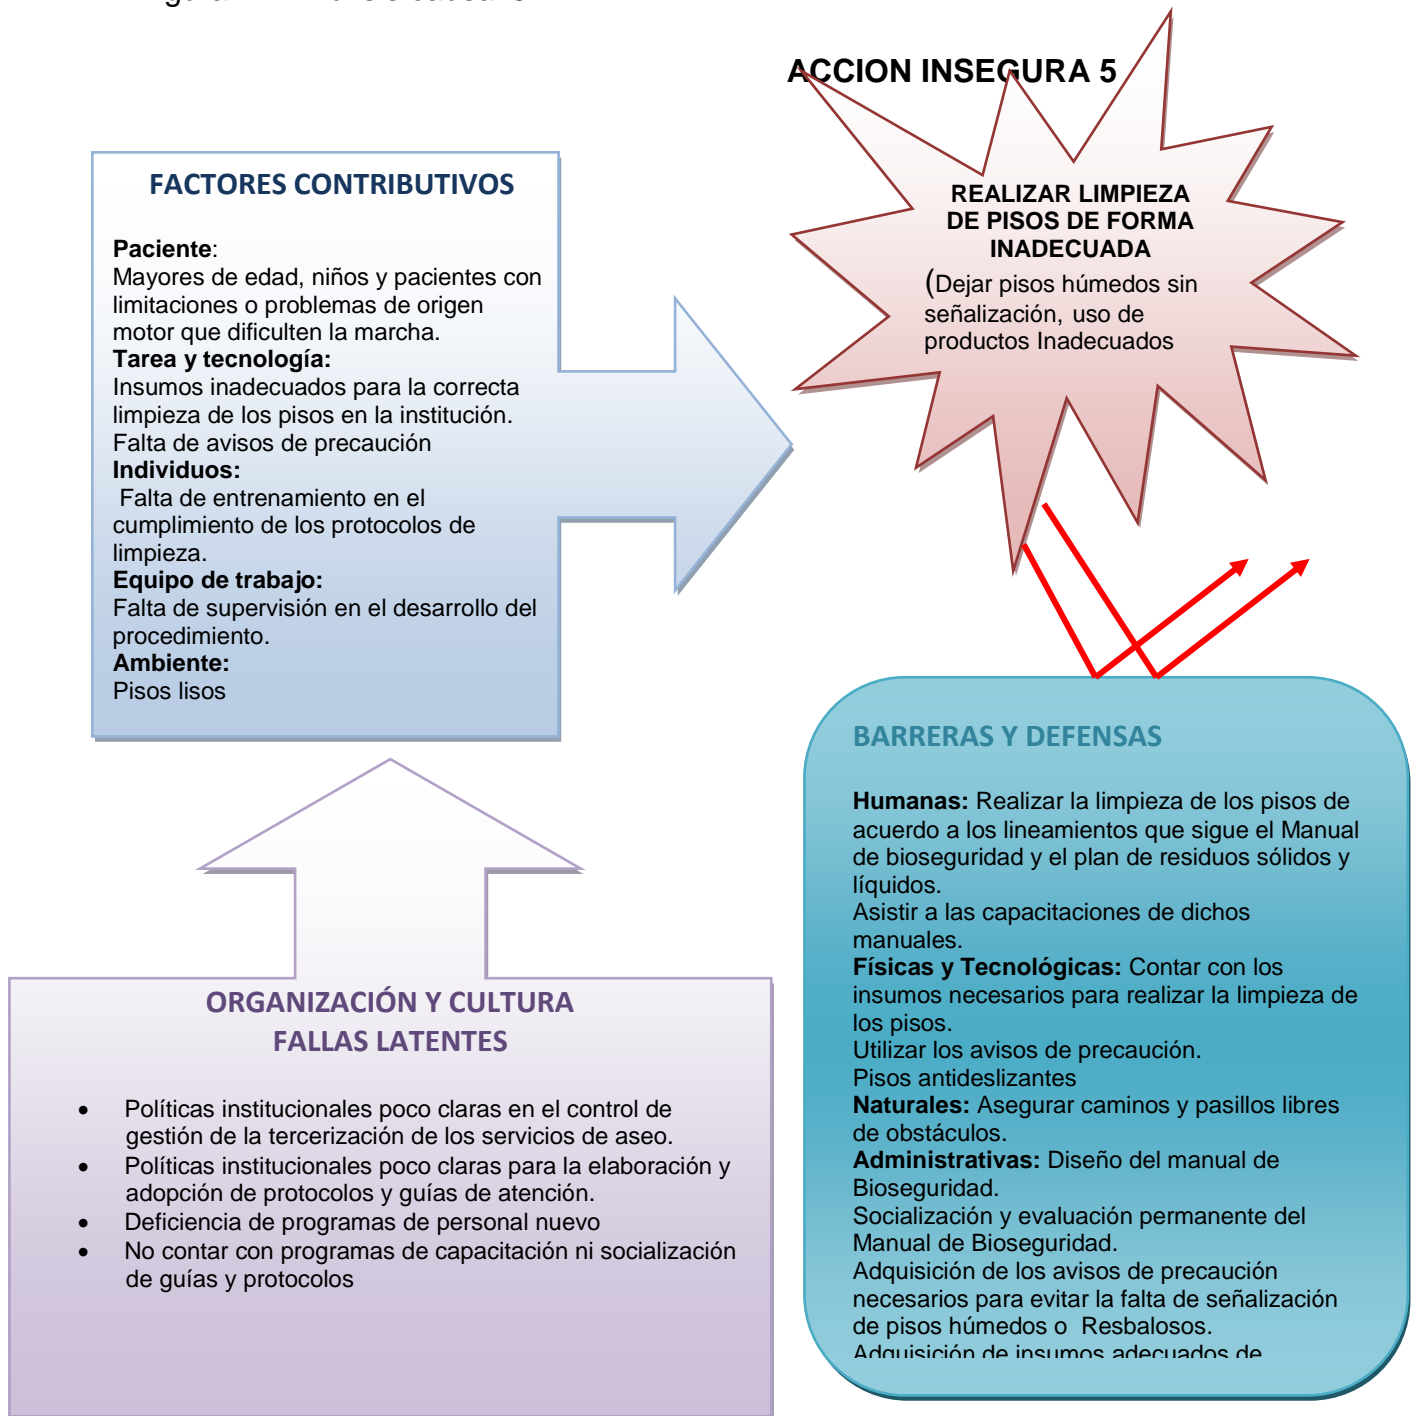 ACCION INSEGURA 5
FACTORES CONTRIBUTIVOS
Paciente:
Mayores de edad, niños y pacientes con
limitaciones o problemas de origen
motor que dificulten la marcha.
Tarea y tecnología:
Insumos inadecuados para la correcta
limpieza de los pisos en la institución.
Falta de avisos de precaución
Individuos:
Falta de entrenamiento en el
cumplimiento de los protocolos de
limpieza.
Equipo de trabajo:
Falta de supervisión en el desarrollo del
procedimiento.
Ambiente:
Pisos lisos
REALIZAR LIMPIEZA
DE PISOS DE FORMA
INADECUADA
(Dejar pisos húmedos sin
señalización, uso de
productos Inadecuados
ORGANIZACIÓN Y CULTURA
FALLAS LATENTES
• Políticas institucionales poco claras en el control de
gestión de la tercerización de los servicios de aseo.
• Políticas institucionales poco claras para la elaboración y
adopción de protocolos y guías de atención.
• Deficiencia de programas de personal nuevo
• No contar con programas de capacitación ni socialización
de guías y protocolos
BARRERAS Y DEFENSAS
Humanas: Realizar la limpieza de los pisos de
acuerdo a los lineamientos que sigue el Manual
de bioseguridad y el plan de residuos sólidos y
líquidos.
Asistir a las capacitaciones de dichos
manuales.
Físicas y Tecnológicas: Contar con los
insumos necesarios para realizar la limpieza de
los pisos.
Utilizar los avisos de precaución.
Pisos antideslizantes
Naturales: Asegurar caminos y pasillos libres
de obstáculos.
Administrativas: Diseño del manual de
Bioseguridad.
Socialización y evaluación permanente del
Manual de Bioseguridad.
Adquisición de los avisos de precaución
necesarios para evitar la falta de señalización
de pisos húmedos o  Resbalosos.
Adquisición de insumos adecuados de